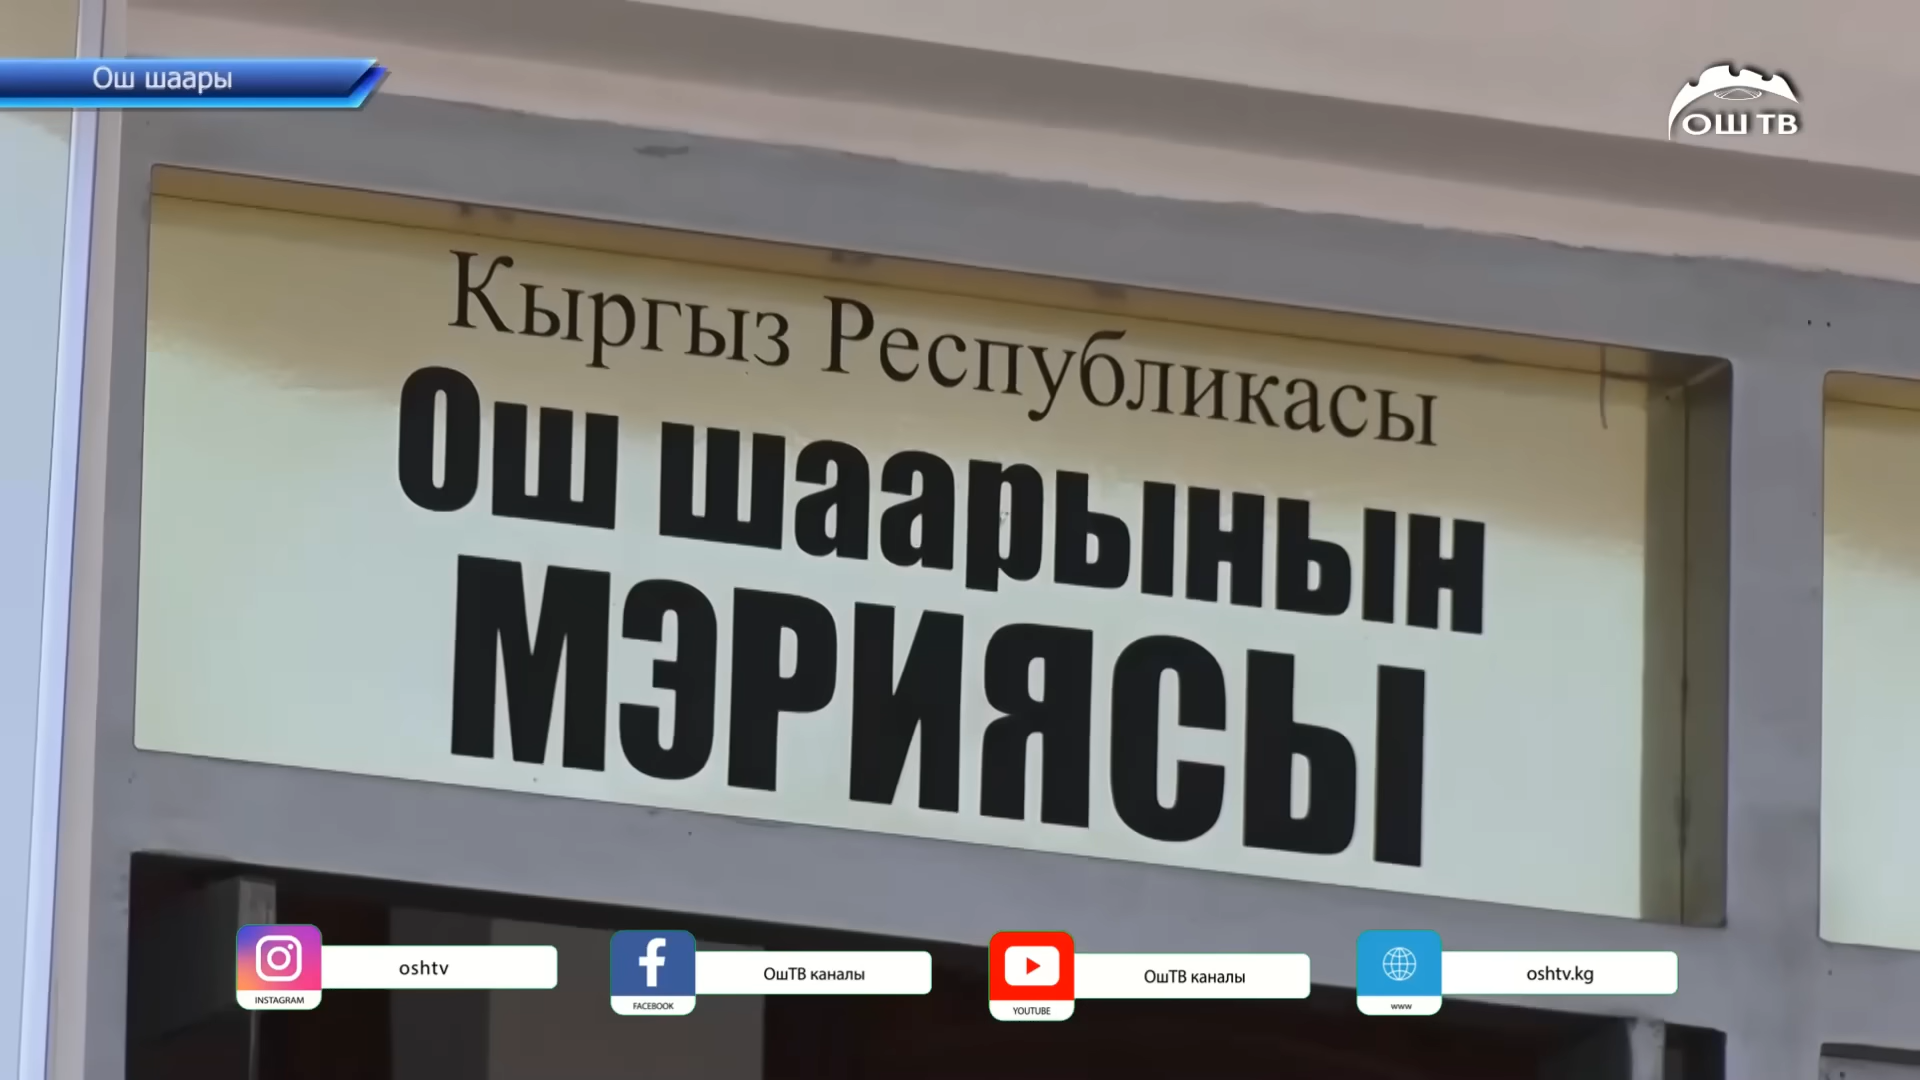 Ош шаары
ОШ ТВ
Кыргыз Республикасы
Ош шаарынын
МЭРИЯСЫ
INSTAGRAM
oshtv
FACEBOOK
ОшТВ каналы
YOUTUBE
ОшТВ каналы
www
oshtv.kg